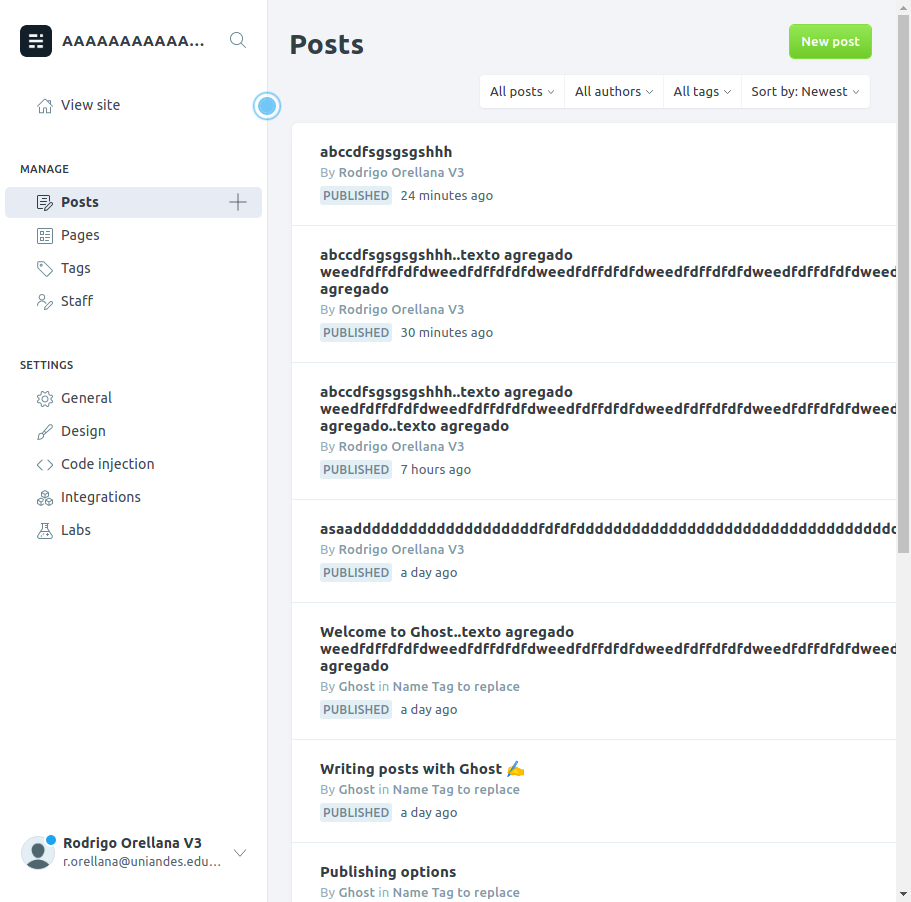 AAAAAAAAAAA...
View site
MANAGE
Posts
Pages
Tags
Staff
SETTINGS
General
Design
Code injection
Integrations
Labs
Rodrigo Orellana V3
r.orellana@uniandes.edu...
Posts
New post
All posts
All authors
All tags
Sort by: Newest
abccdfsgsgsgshhh
By Rodrigo Orellana V3
PUBLISHED 24 minutes ago
abccdfsgsgsgshhh..texto agregado
weedfdffdfdfdweedfdffdfdfdweedfdffdfdfdweedfdffdfdfdweedfdffdfdfdweed
agregado
By Rodrigo Orellana V3
PUBLISHED 30 minutes ago
abccdfsgsgsgshhh..texto agregado
weedfdffdfdfdweedfdffdfdfdweedfdffdfdfdweedfdffdfdfdweedfdffdfdfdweed
agregado..texto agregado
By Rodrigo Orellana V3
PUBLISHED 7 hours ago
By Rodrigo Orellana V3
PUBLISHED a day ago
Welcome to Ghost..texto agregado
weedfdffdfdfdweedfdffdfdfdweedfdffdfdfdweedfdffdfdfdweedfdffdfdfdweed
agregado
By Ghost in Name Tag to replace
PUBLISHED a day ago
Writing posts with Ghost ✍️
By Ghost in Name Tag to replace
PUBLISHED a day ago
Publishing options
By Ghost in Name Tag to replace